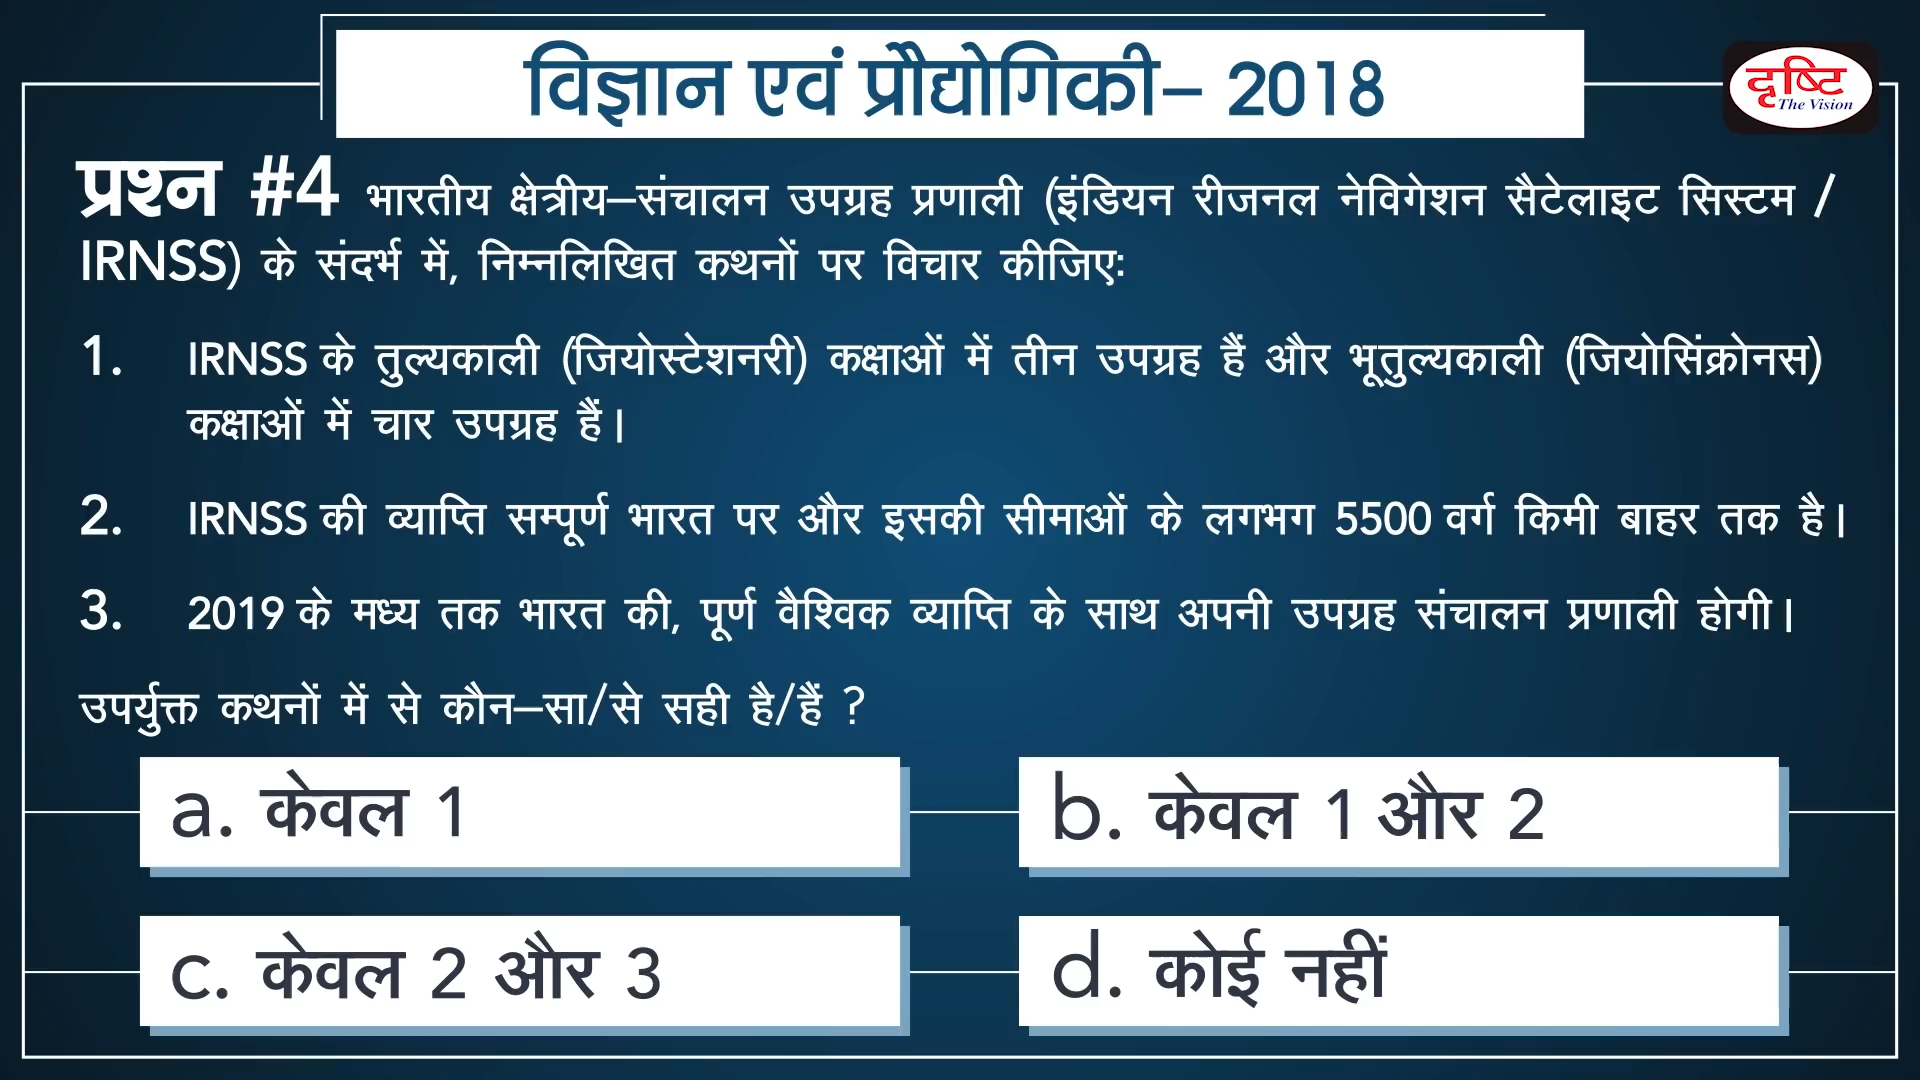 विज्ञान एवं प्रौद्योगिकी– 2018
दृष्टि
The Vision
प्रश्न #4 भारतीय क्षेत्रीय–संचालन उपग्रह प्रणाली (इंडियन रीजनल नेविगेशन सैटेलाइट सिस्टम /
IRNSS) के संदर्भ में, निम्नलिखित कथनों पर विचार कीजिएः
1. IRNSS के तुल्यकाली (जियोस्टेशनरी) कक्षाओं में तीन उपग्रह हैं और भूतुल्यकाली (जियोसिंक्रोनस)
कक्षाओं में चार उपग्रह हैं।
2. IRNSS की व्याप्ति सम्पूर्ण भारत पर और इसकी सीमाओं के लगभग 5500 वर्ग किमी बाहर तक है।
3. 2019 के मध्य तक भारत की, पूर्ण वैश्विक व्याप्ति के साथ अपनी उपग्रह संचालन प्रणाली होगी।
उपर्युक्त कथनों में से कौन–सा/से सही है/हैं ?
a. केवल 1
b. केवल 1 और 2
c. केवल 2 और 3
d. कोई नहीं